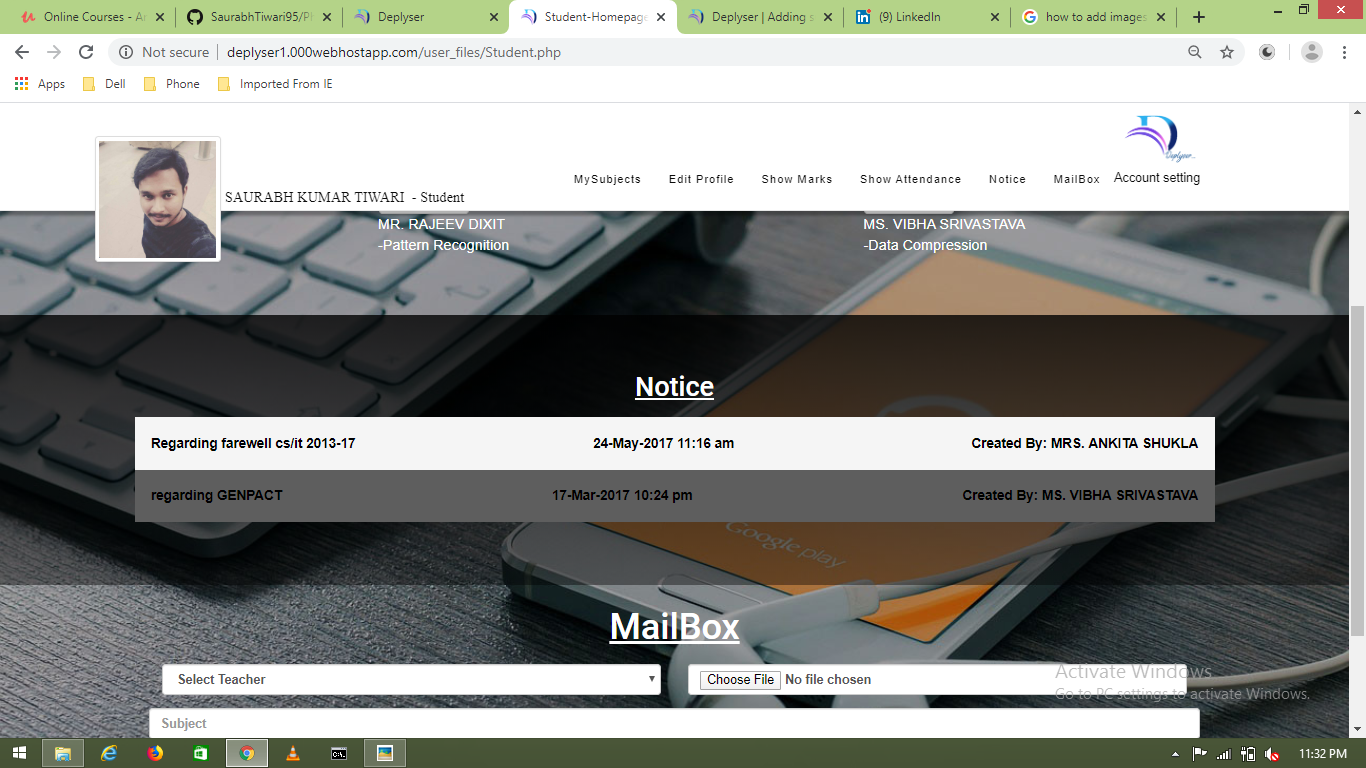 Online Courses - A
SaurabhTiwari95/P
Deplyser
Student-Homepage
Deplyser | Adding s
(9) LinkedIn
how to add images
Not secure
deplyser1.000webhostapp.com/user_files/Student.php
Apps
Dell
Phone
Imported From IE
Deplyser...
MySubjects
Edit Profile
Show Marks
Show Attendance
Notice
MailBox
Account setting
SAURABH KUMAR TIWARI - Student
MR. RAJEEV DIXIT
-Pattern Recognition
MS. VIBHA SRIVASTAVA
-Data Compression
Notice
Regarding farewell cs/it 2013-17
24-May-2017 11:16 am
Created By: MRS. ANKITA SHUKLA
regarding GENPACT
17-Mar-2017 10:24 pm
Created By: MS. VIBHA SRIVASTAVA
Google play
MailBox
Select Teacher
Choose File No file chosen
Activate Windows
Go to PC settings to activate Windows.
Subject
11:32 PM